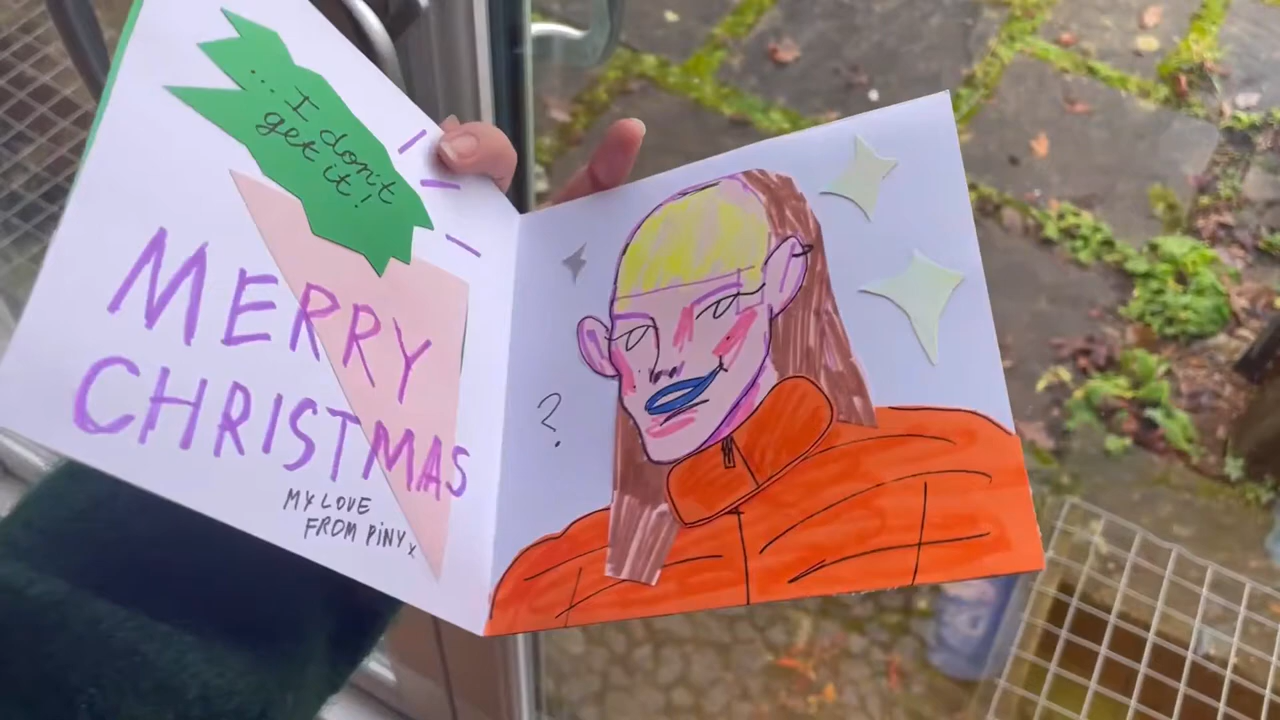 ... I don't
get it!
MERRY
CHRISTMAS
MY LOVE
FROM PiNY x
?